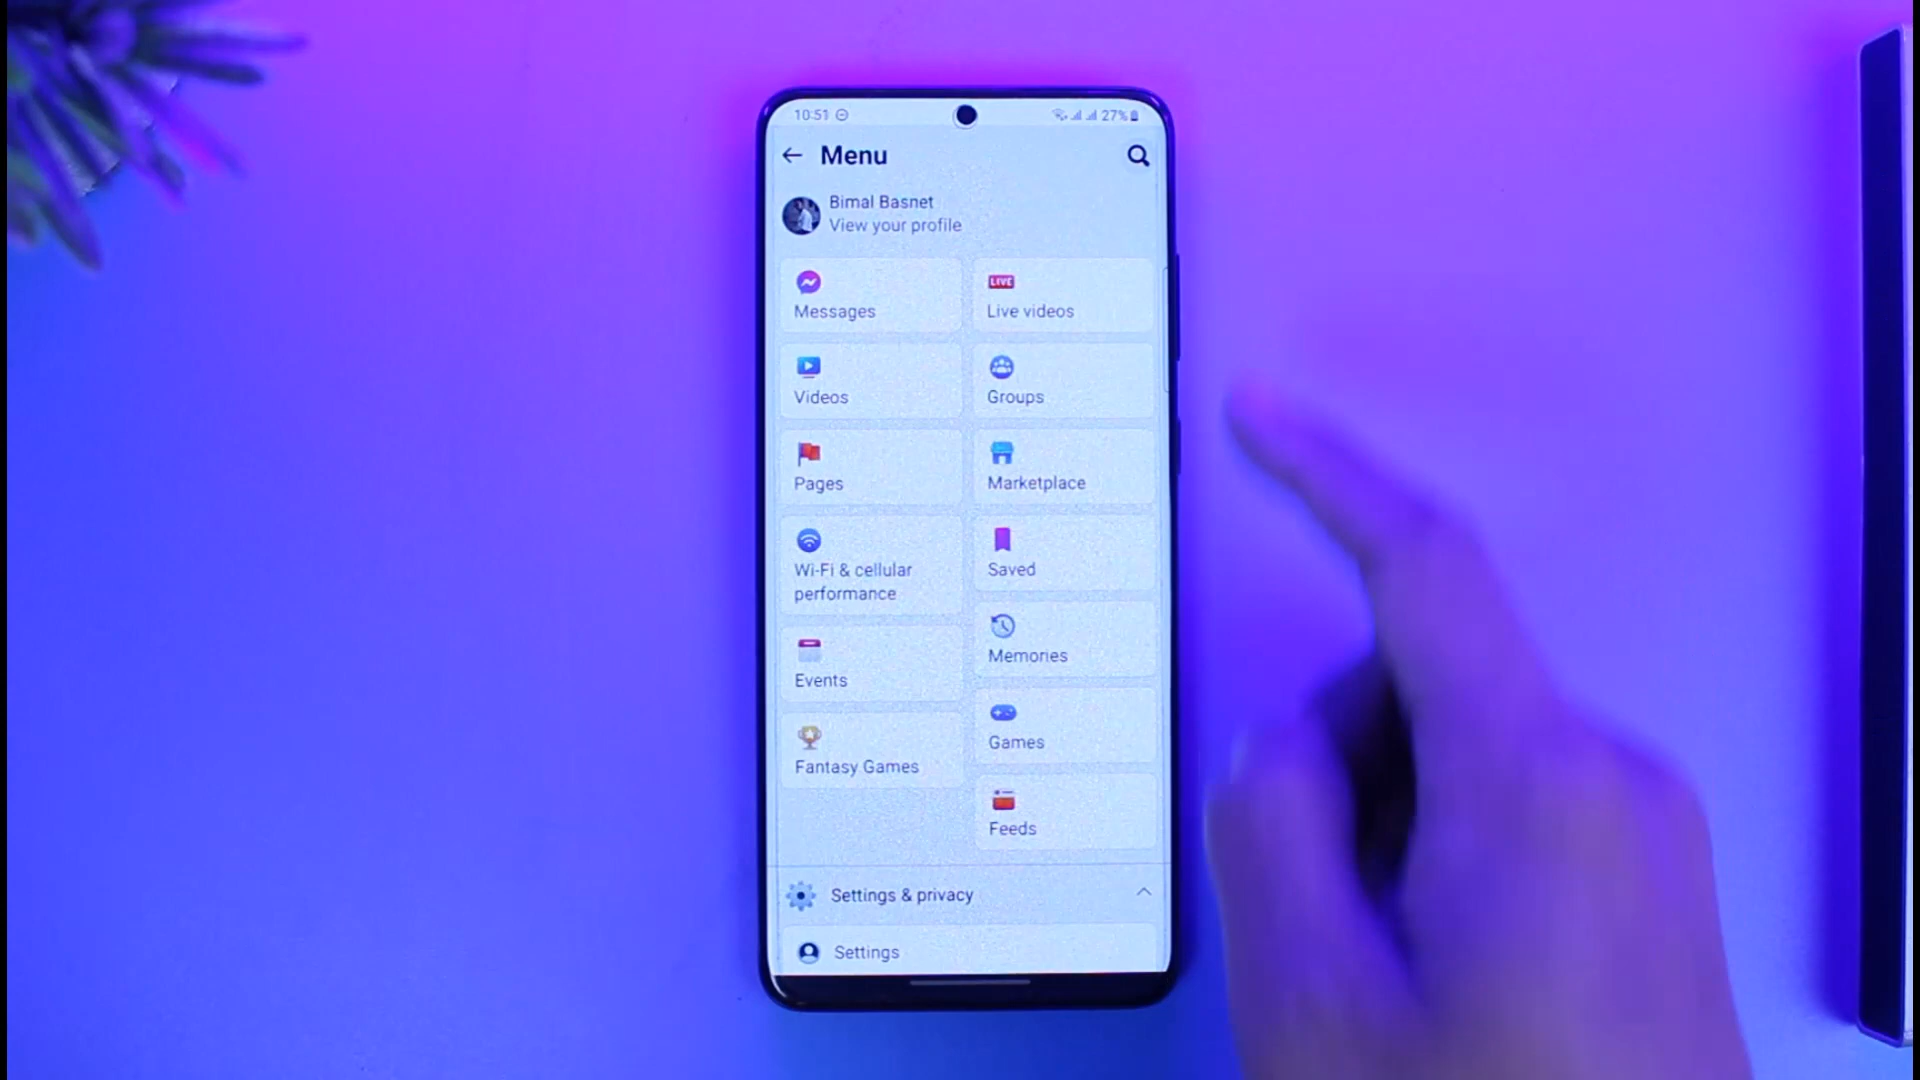 10:51
27%
Menu
Bimal Basnet
View your profile
Messages
LIVE
Live videos
Videos
Groups
Pages
Marketplace
Wi-Fi & cellular
performance
Saved
Memories
Events
Games
Fantasy Games
Feeds
Settings & privacy
Settings